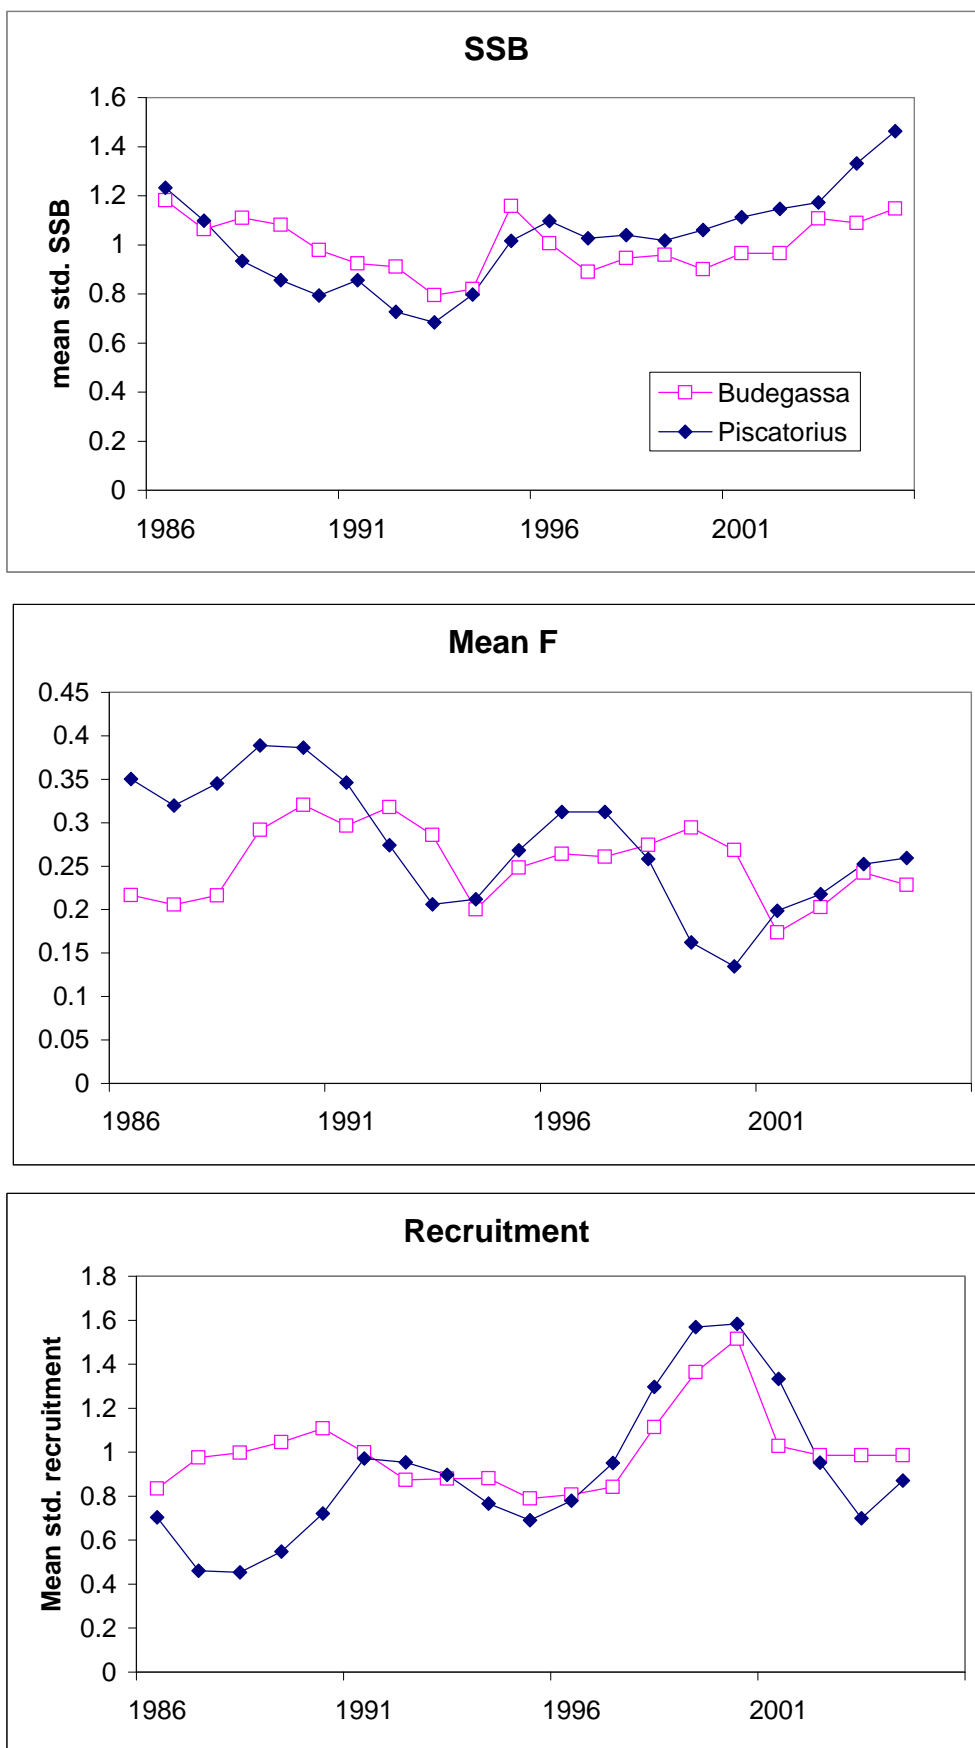 SSB
mean std. SSB
1.6
1.4
1.2
1
0.8
0.6
0.4
0.2
0
Budegassa
Piscatorius
1986 1991 1996 2001
Mean F
0.45
0.4
0.35
0.3
0.25
0.2
0.15
0.1
0.05
0
1986 1991 1996 2001
Recruitment
Mean std. recruitment
1.8
1.6
1.4
1.2
1
0.8
0.6
0.4
0.2
0
1986 1991 1996 2001